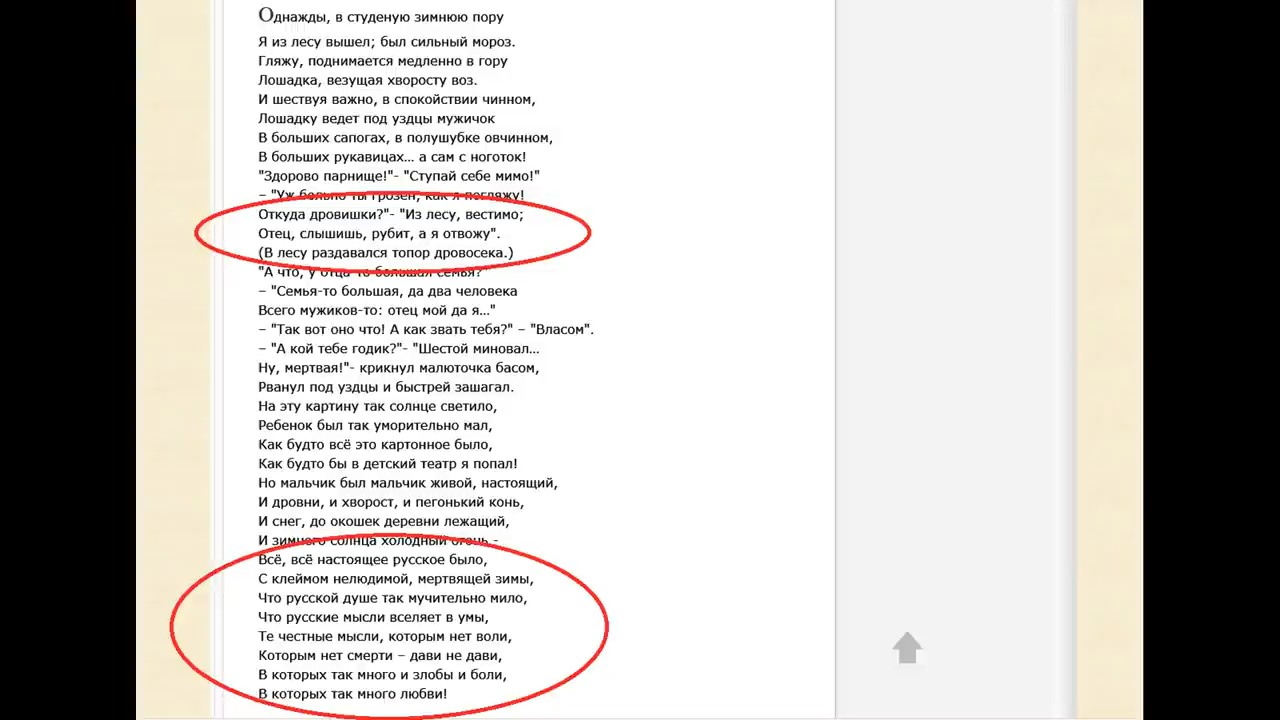 Однажды, в студеную зимнюю пору
Я из лесу вышел; был сильный мороз.
Гляжу, поднимается медленно в гору
Лошадка, везущая хворосту воз.
И шествуя важно, в спокойствии чинном,
Лошадку ведет под уздцы мужичок
В больших сапогах, в полушубке овчинном,
В больших рукавицах... а сам с ноготок!
"Здорово парнище!"- "Ступай себе мимо!"
– "Уж больно ты грозен, как я погляжу!
Откуда дровишки?"- "Из лесу, вестимо;
Отец, слышишь, рубит, а я отвожу".
(В лесу раздавался топор дровосека.)
"А что, у отца-то большая семья?"
– "Семья-то большая, да два человека
Всего мужиков-то: отец мой да я..."
– "Так вот оно что! А как звать тебя?" – "Власом".
– "А кой тебе годик?"- "Шестой миновал...
Ну, мертвая!"- крикнул малюточка басом,
Рванул под уздцы и быстрей зашагал.
На эту картину так солнце светило,
Ребенок был так уморительно мал,
Как будто всё это картонное было,
Как будто бы в детский театр я попал!
Но мальчик был мальчик живой, настоящий,
И дровни, и хворост, и пегонький конь,
И снег, до окошек деревни лежащий,
И зимнего солнца холодный огонь -
Всё, всё настоящее русское было,
С клеймом нелюдимой, мертвящей зимы,
Что русской душе так мучительно мило,
Что русские мысли вселяет в умы,
Те честные мысли, которым нет воли,
Которым нет смерти – дави не дави,
В которых так много и злобы и боли,
В которых так много любви!